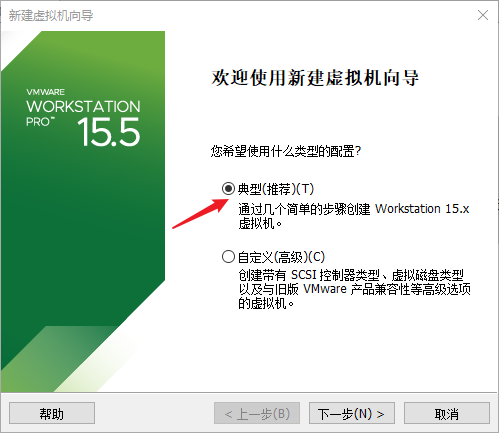 新建虚拟机向导
VMWARE
WORKSTATION
PRO™ 15.5
欢迎使用新建虚拟机向导
您希望使用什么类型的配置?
典型(推荐)(T)
通过几个简单的步骤创建 Workstation 15.x
虚拟机。
自定义(高级)(C)
创建带有 SCSI 控制器类型、虚拟磁盘类型
以及与旧版 VMware 产品兼容性等高级选项
的虚拟机。
帮助
< 上一步(B)
下一步(N) >
取消